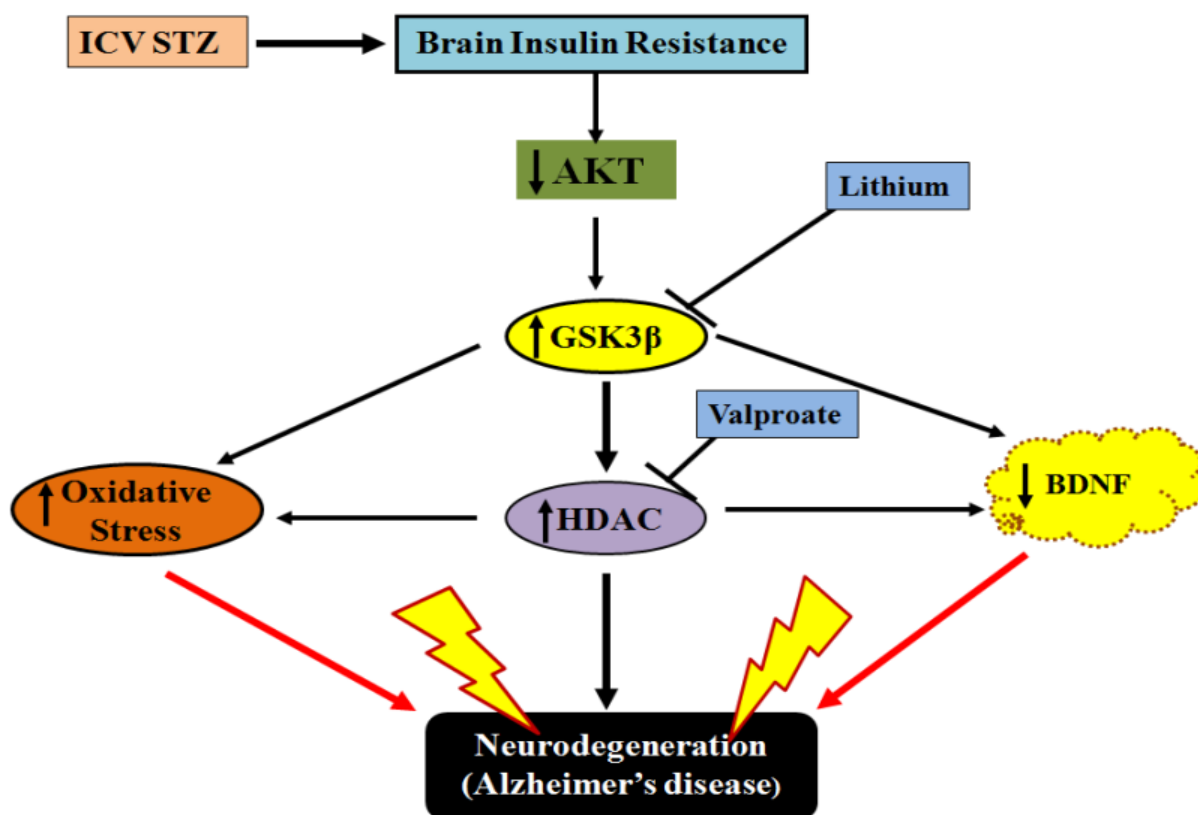 ICV STZ
Brain Insulin Resistance
↓ AKT
Lithium
↑ GSK3β
Valproate
↑ Oxidative
Stress
↑ HDAC
↓ BDNF
Neurodegeneration
(Alzheimer’s disease)